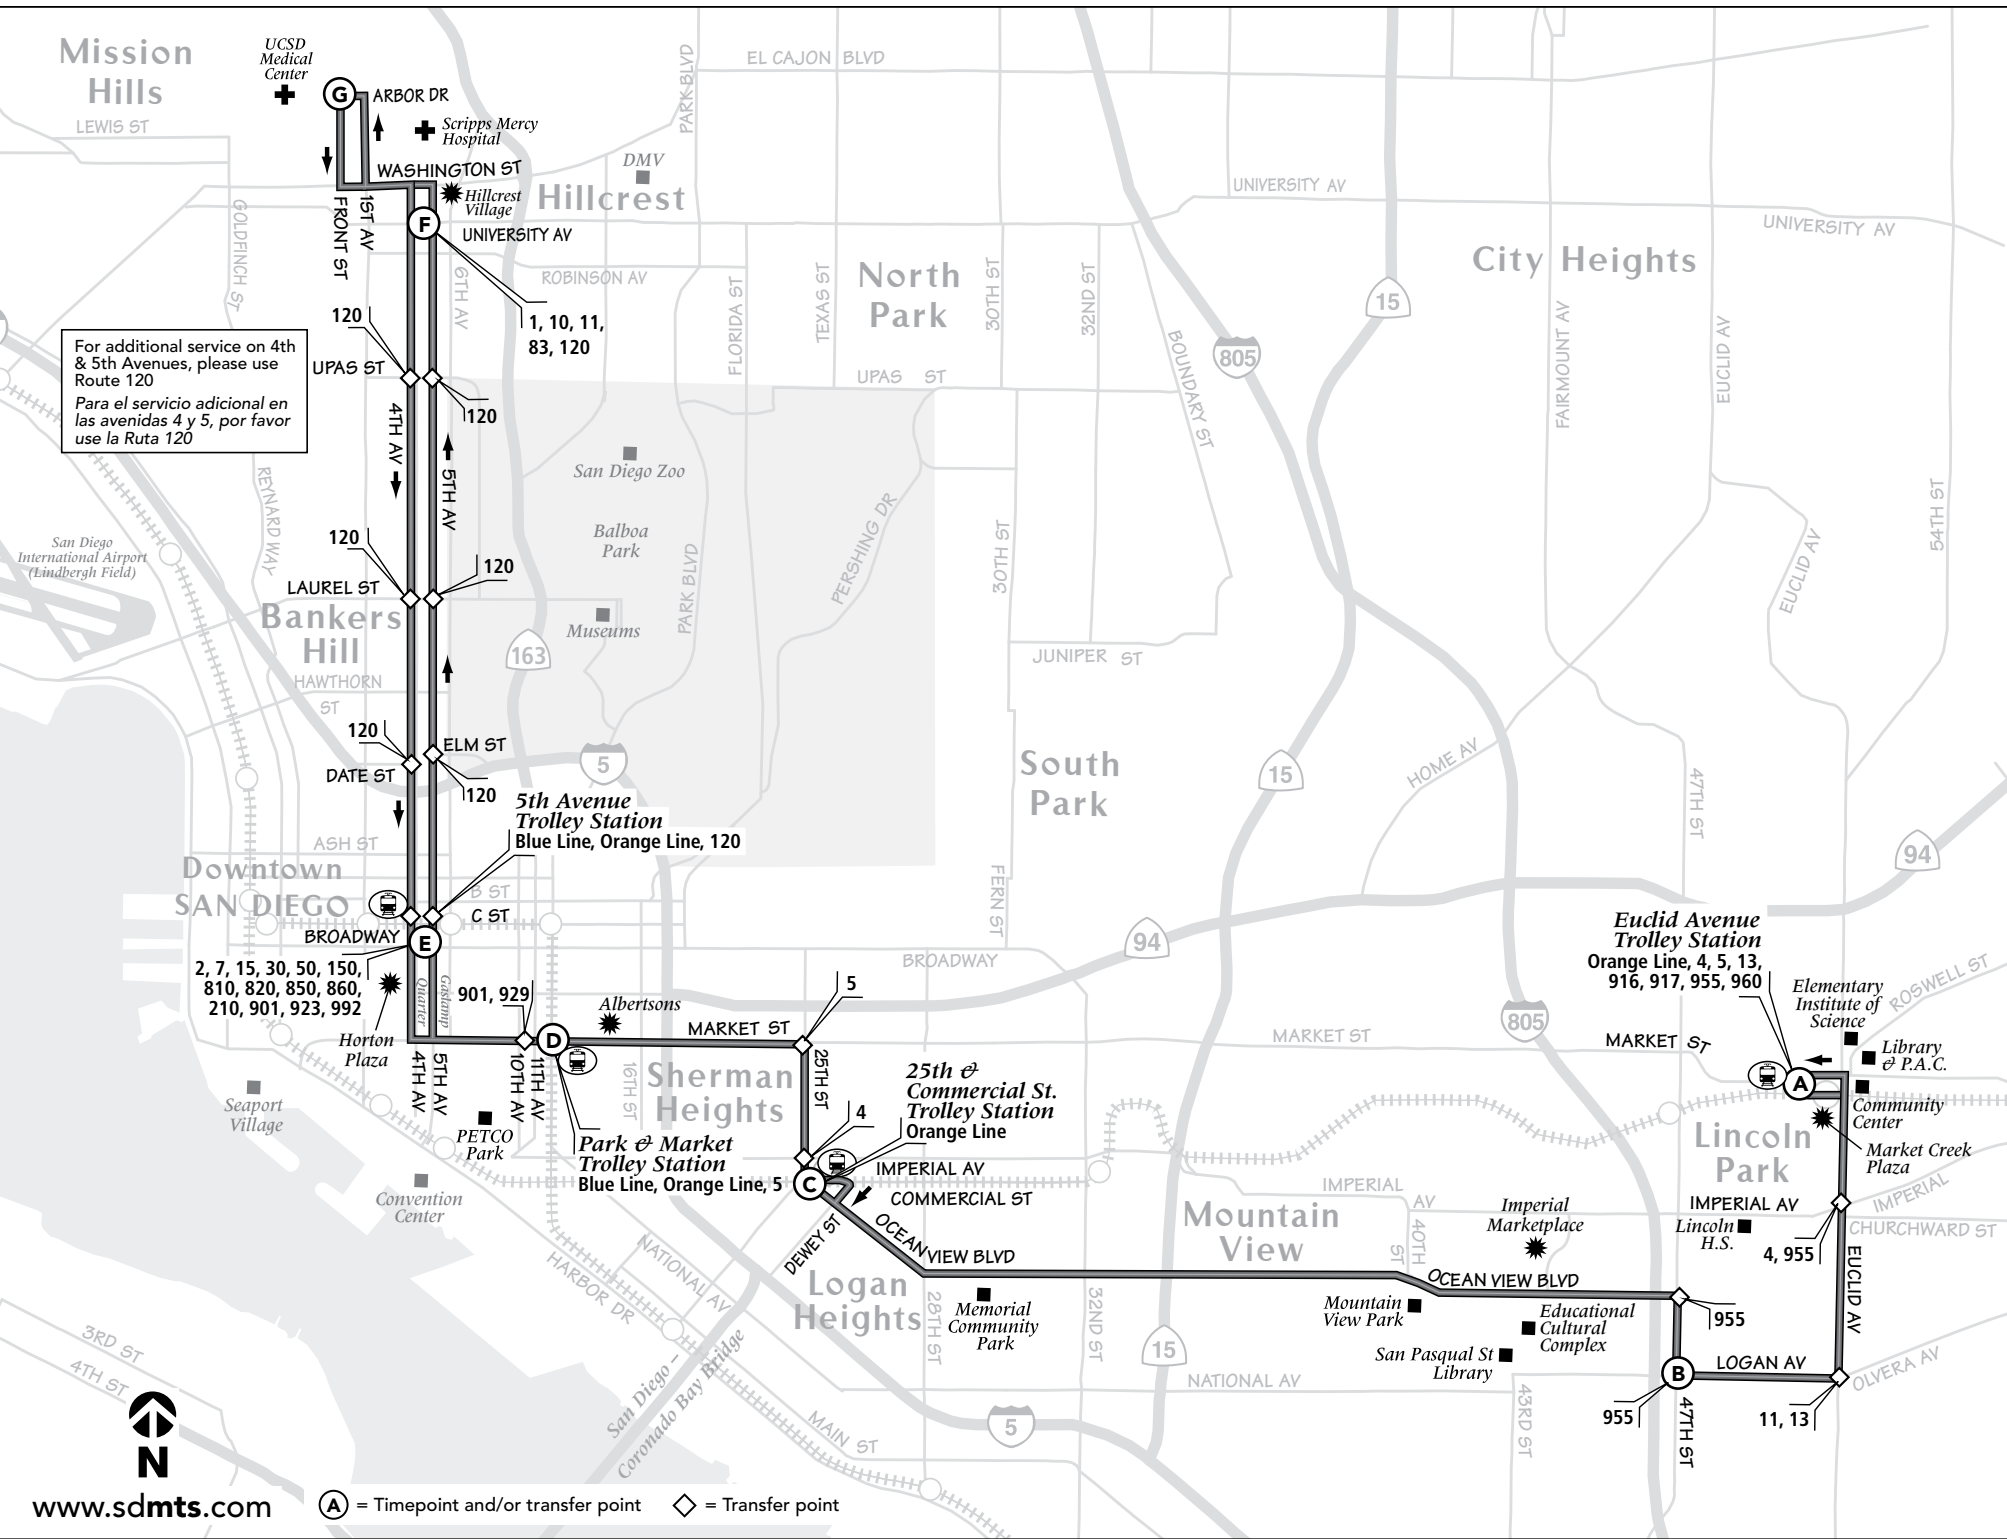 Mission
Hills
UCSD
Medical
Center
G
ARBOR DR
Scripps Mercy
Hospital
LEWIS ST
WASHINGTON ST
Hillcrest
Village
Hillcrest
DMV
PARK BLVD
EL CAJON BLVD
UNIVERSITY AV
UNIVERSITY AV
City Heights
GOLDFINCH ST
FRONT ST
1ST AV
F
UNIVERSITY AV
6TH AV
ROBINSON AV
1, 10, 11,
83, 120
FLORIDA ST
TEXAS ST
North
Park
30TH ST
32ND ST
BOUNDARY ST
805
15
FAIRMOUNT AV
EUCLID AV
For additional service on 4th
& 5th Avenues, please use
Route 120
Para el servicio adicional en
las avenidas 4 y 5, por favor
use la Ruta 120
120
UPAS ST
120
UPAS ST
4TH AV
5TH AV
San Diego Zoo
REYNARD WAY
San Diego
International Airport
(Lindbergh Field)
Balboa
Park
PARK BLVD
PERSHING DR
30TH ST
EUCLID AV
54TH ST
120
LAUREL ST
120
Bankers
Hill
Museums
163
JUNIPER ST
HAWTHORN
ST
120
ELM ST
DATE ST
120
5
South
Park
15
HOME AV
47TH ST
94
5th Avenue
Trolley Station
Blue Line, Orange Line, 120
ASH ST
Downtown
SAN DIEGO
B ST
C ST
FERN ST
BROADWAY
E
BROADWAY
94
2, 7, 15, 30, 50, 150,
810, 820, 850, 860,
210, 901, 923, 992
Gaslamp
Quarter
Horton
Plaza
901, 929
D
Albertsons
MARKET ST
5
MARKET ST
805
Euclid Avenue
Trolley Station
Orange Line, 4, 5, 13,
916, 917, 955, 960
MARKET ST
Elementary
Institute of
Science
ROSWELL ST
Library
& P.A.C.
A
Community
Center
Market Creek
Plaza
Lincoln
Park
4TH AV
5TH AV
10TH AV
11TH AV
16TH ST
Sherman
Heights
25TH ST
25th &
Commercial St.
Trolley Station
Orange Line
4
Seaport
Village
PETCO
Park
Park & Market
Trolley Station
Blue Line, Orange Line, 5
C
IMPERIAL AV
COMMERCIAL ST
Convention
Center
DEWEY ST
OCEAN VIEW BLVD
Mountain
View
IMPERIAL
AV
40TH
ST
Imperial
Marketplace
IMPERIAL AV
Lincoln
H.S.
IMPERIAL
CHURCHWARD ST
4, 955
EUCLID AV
HARBOR DR
NATIONAL AV
Logan
Heights
28TH ST
Memorial
Community
Park
32ND ST
OCEAN VIEW BLVD
Mountain
View Park
Educational
Cultural
Complex
San Pasqual St
Library
955
B
LOGAN AV
955
47TH ST
11, 13
OLVERA AV
43RD ST
15
NATIONAL AV
5
MAIN ST
San Diego –
Coronado Bay Bridge
3RD ST
4TH ST
N
www.sdmts.com
A = Timepoint and/or transfer point
= Transfer point